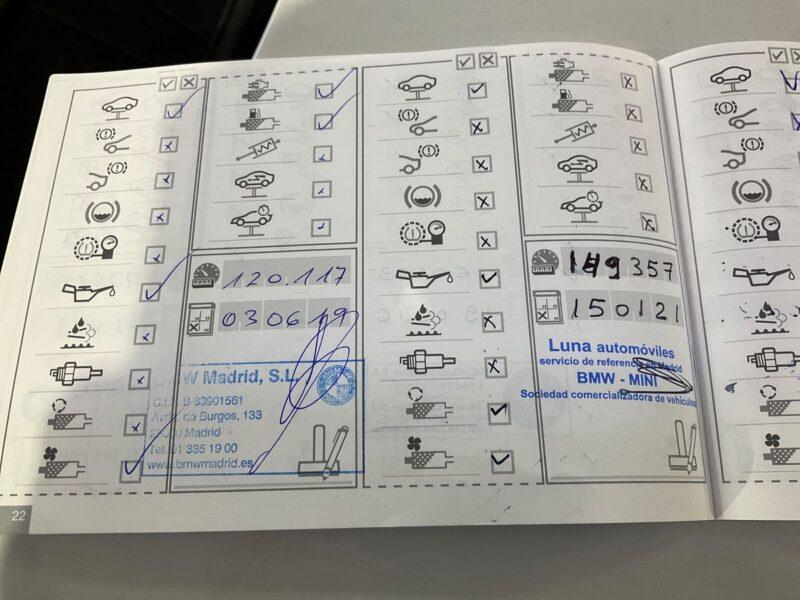 120.117
030619
W Madrid, S.L.
C.I.F. B-83901561
Avda de Burgos, 133
Madrid
Tel. 91 335 19 00
www.bmwmadrid.es
149357
150121
Luna automóviles
servicio de referencia en Madrid
BMW - MINI
Sociedad comercializadora de vehículos
22